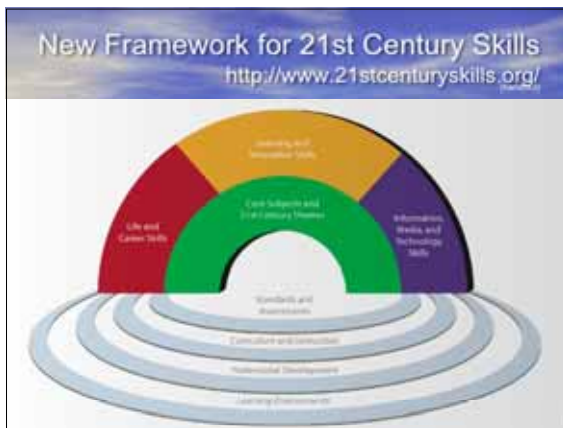 New Framework for 21st Century Skills
http://www.21stcenturyskills.org/
Learning and
Innovation Skills
Core Subjects and
21st Century Themes
Life and
Career Skills
Information,
Media, and
Technology
Skills
Standards and
Assessments
Curriculum and Instruction
Professional Development
Learning Environments